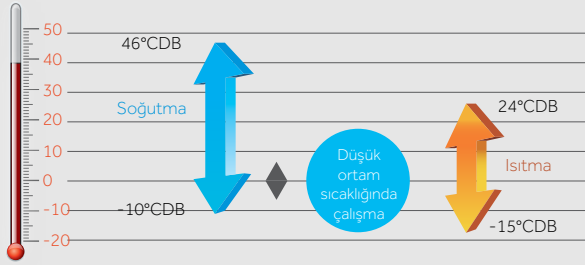 50
40
30
20
10
0
-10
-20
46°CDB
Soğutma
-10°CDB
Düşük
ortam
sıcaklığında
çalışma
24°CDB
Isıtma
-15°CDB